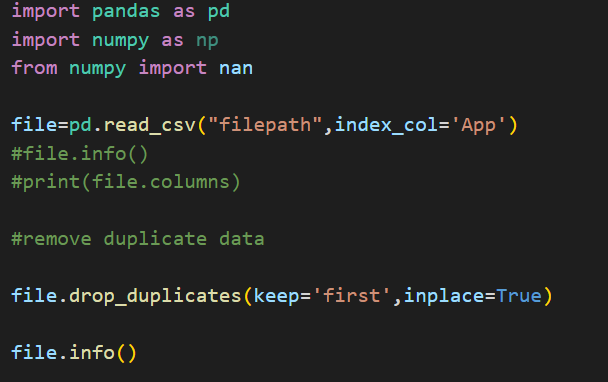 import pandas as pd
import numpy as np
from numpy import nan
file=pd.read_csv("filepath",index_col='App')
#file.info()
#print(file.columns)
#remove duplicate data
file.drop_duplicates(keep='first',inplace=True)
file.info()